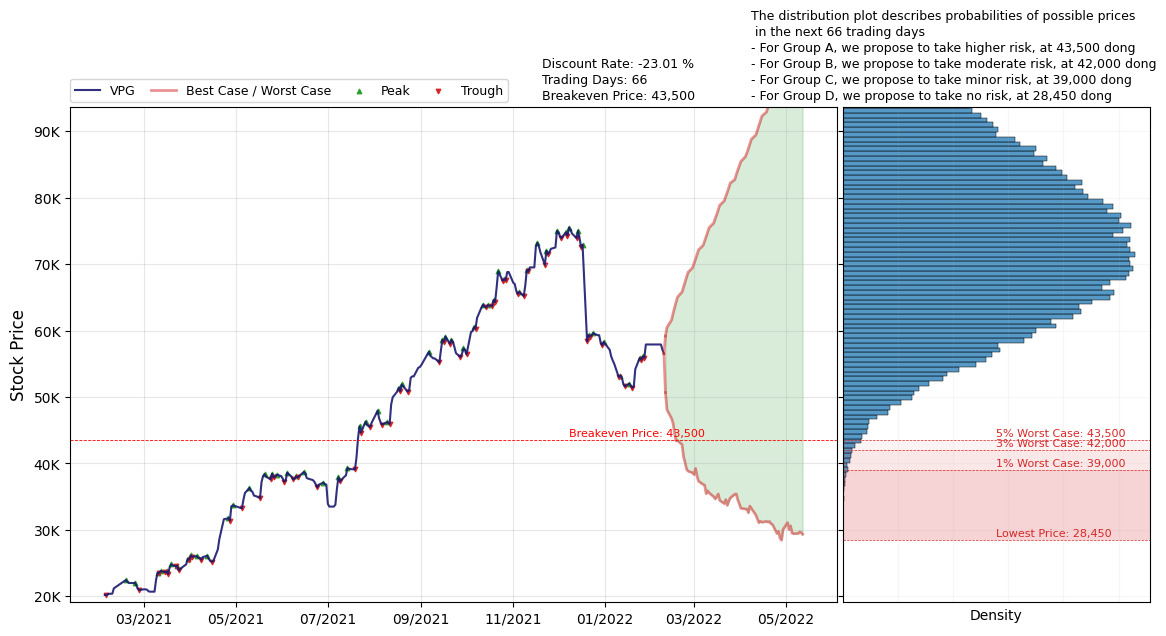 The distribution plot describes probabilities of possible prices
in the next 66 trading days
- For Group A, we propose to take higher risk, at 43,500 dong
- For Group B, we propose to take moderate risk, at 42,000 dong
- For Group C, we propose to take minor risk, at 39,000 dong
- For Group D, we propose to take no risk, at 28,450 dong
Discount Rate: -23.01 %
Trading Days: 66
Breakeven Price: 43,500
VPG
Best Case / Worst Case
Peak
Trough
Stock Price
90K
80K
70K
60K
50K
40K
30K
20K
Breakeven Price: 43,500
03/2021
05/2021
07/2021
09/2021
11/2021
01/2022
03/2022
05/2022
5% Worst Case: 43,500
3% Worst Case: 42,000
1% Worst Case: 39,000
Lowest Price: 28,450
Density